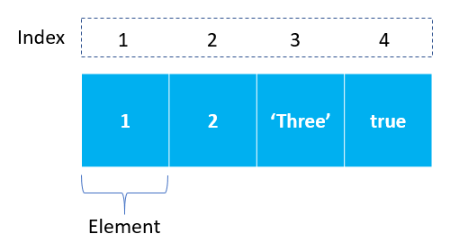 Index 1 2 3 4
1 2 ‘Three’ true
Element